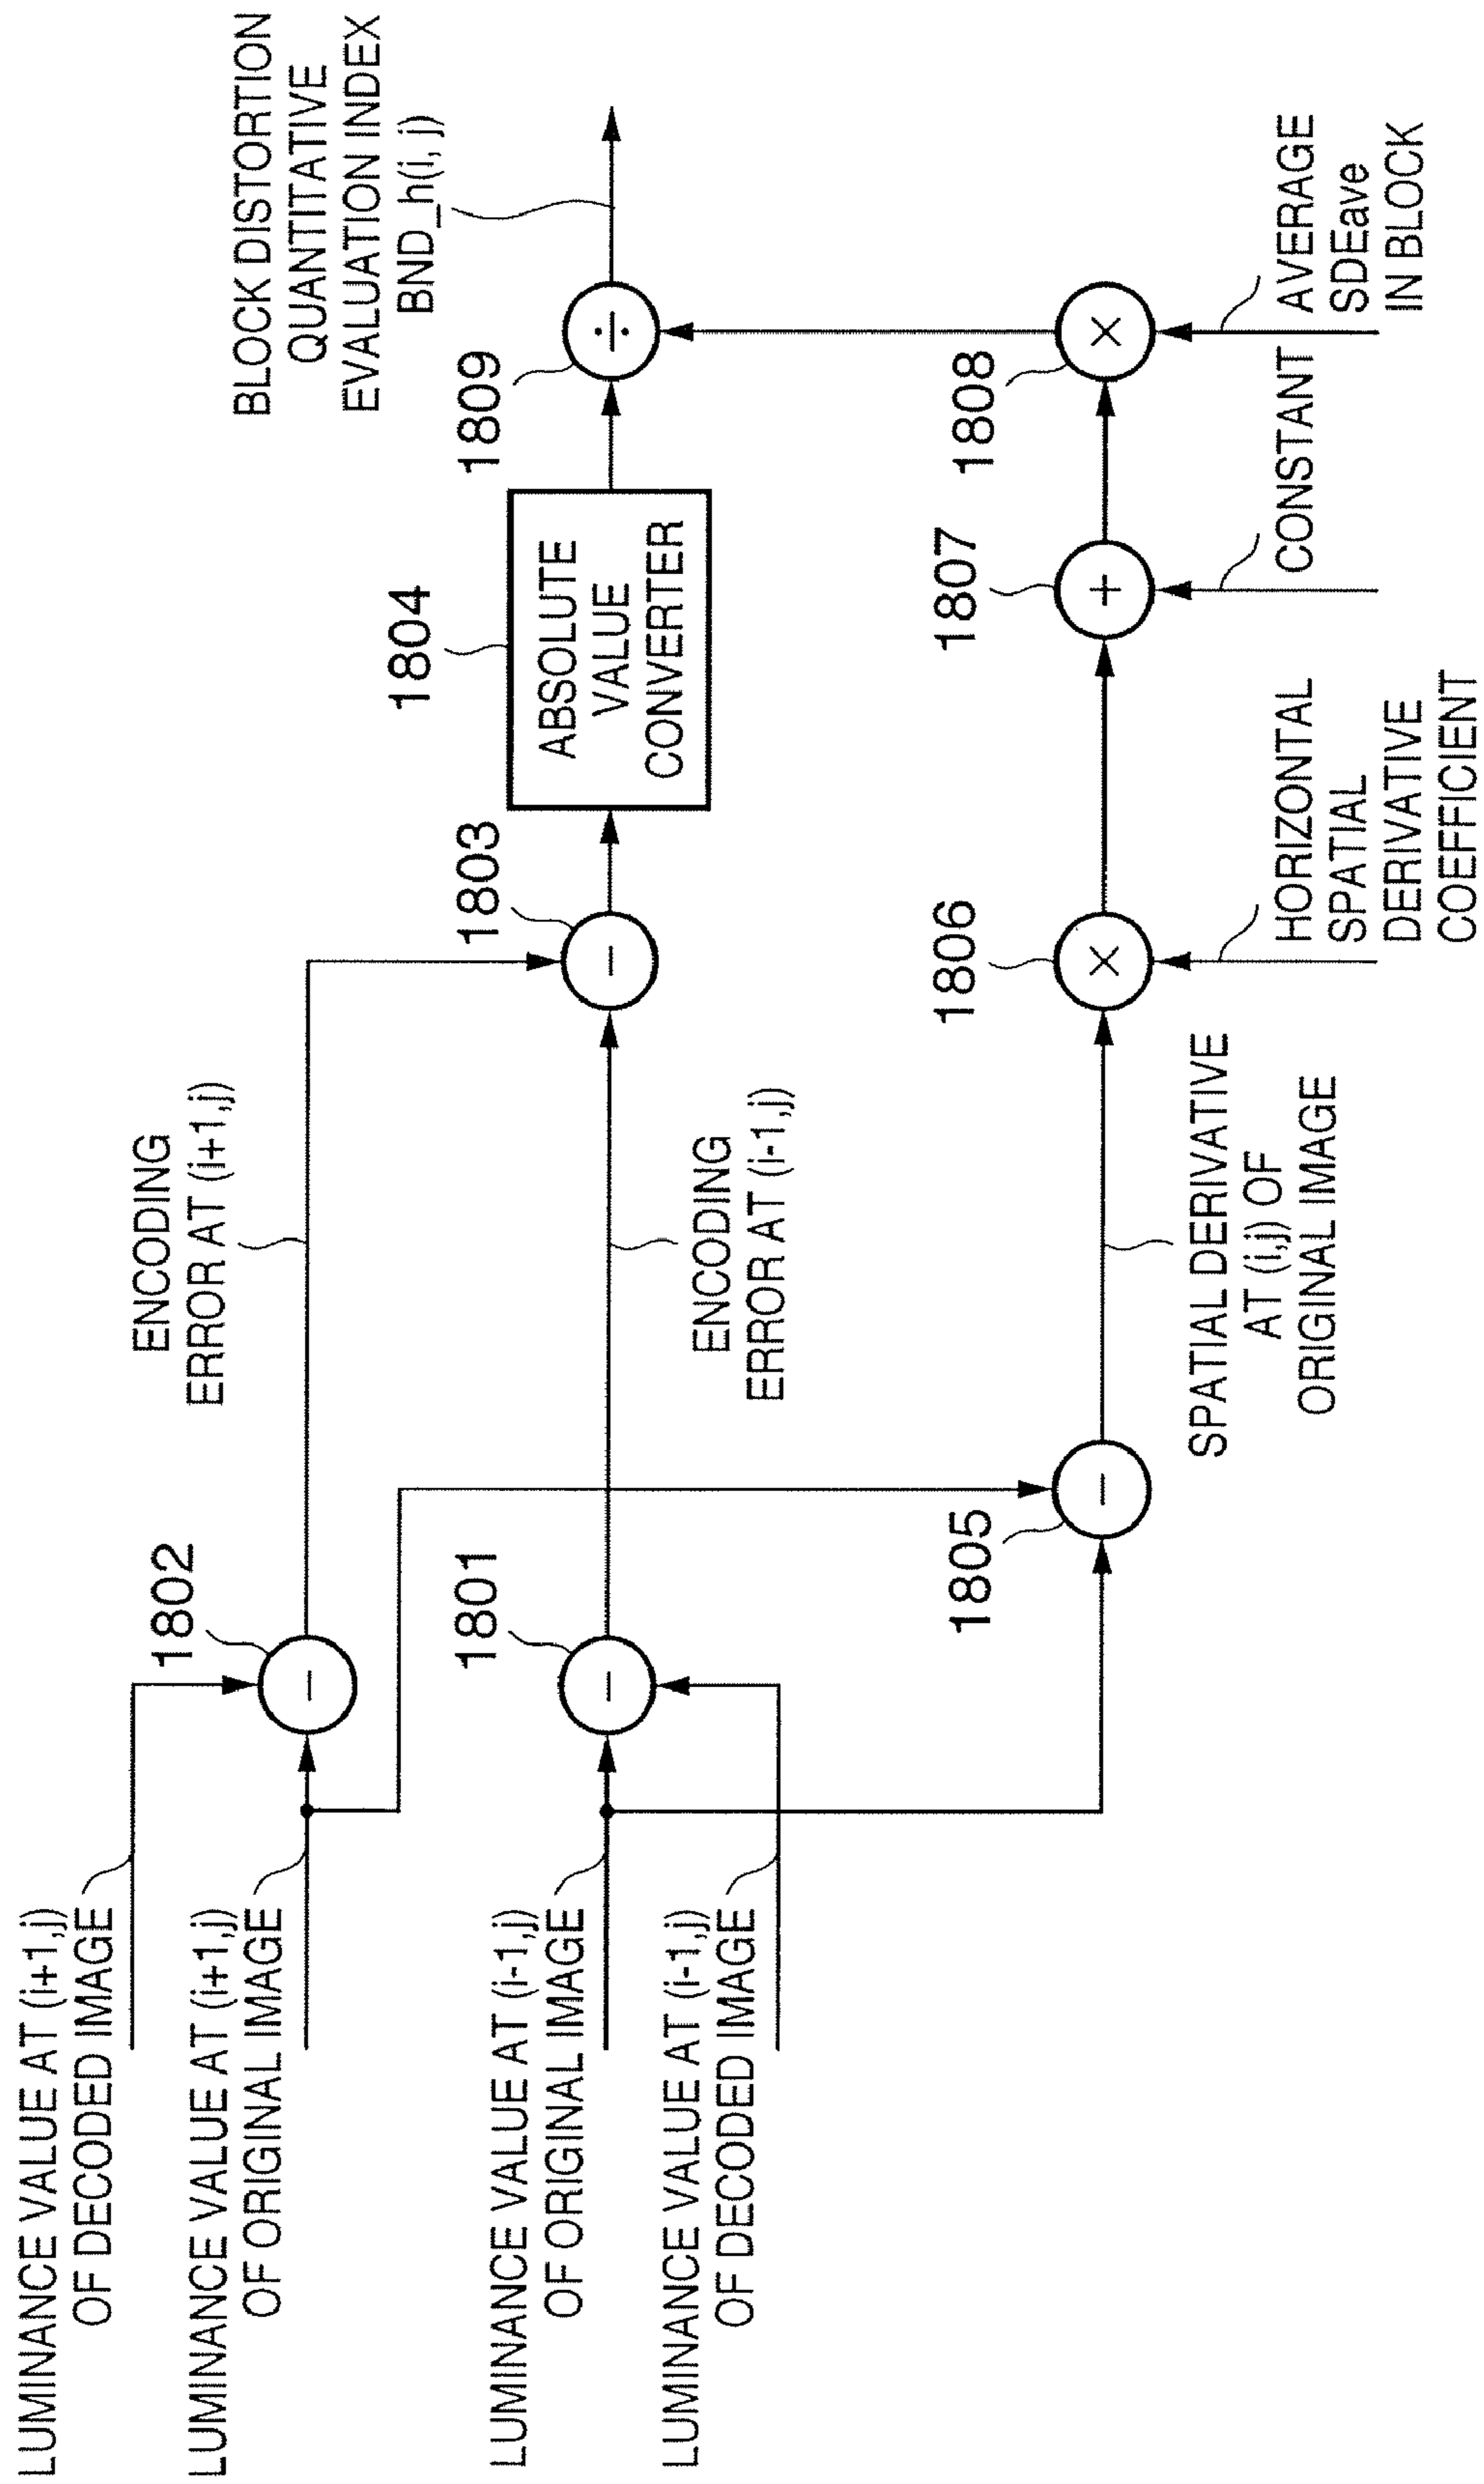 LUMINANCE VALUE AT (i+1,j)
OF DECODED IMAGE
LUMINANCE VALUE AT (i+1,j)
OF ORIGINAL IMAGE
LUMINANCE VALUE AT (i-1,j)
OF ORIGINAL IMAGE
LUMINANCE VALUE AT (i-1,j)
OF DECODED IMAGE
1802
−
1801
−
1805
−
ENCODING
ERROR AT (i+1,j)
ENCODING
ERROR AT (i-1,j)
SPATIAL DERIVATIVE
AT (i,j) OF
ORIGINAL IMAGE
1803
−
1806
×
HORIZONTAL
SPATIAL
DERIVATIVE
COEFFICIENT
1804
ABSOLUTE
VALUE
CONVERTER
1807
+
CONSTANT
1809
÷
1808
×
AVERAGE
SDEave
IN BLOCK
BLOCK DISTORTION
QUANTITATIVE
EVALUATION INDEX
BND_h(i, j)